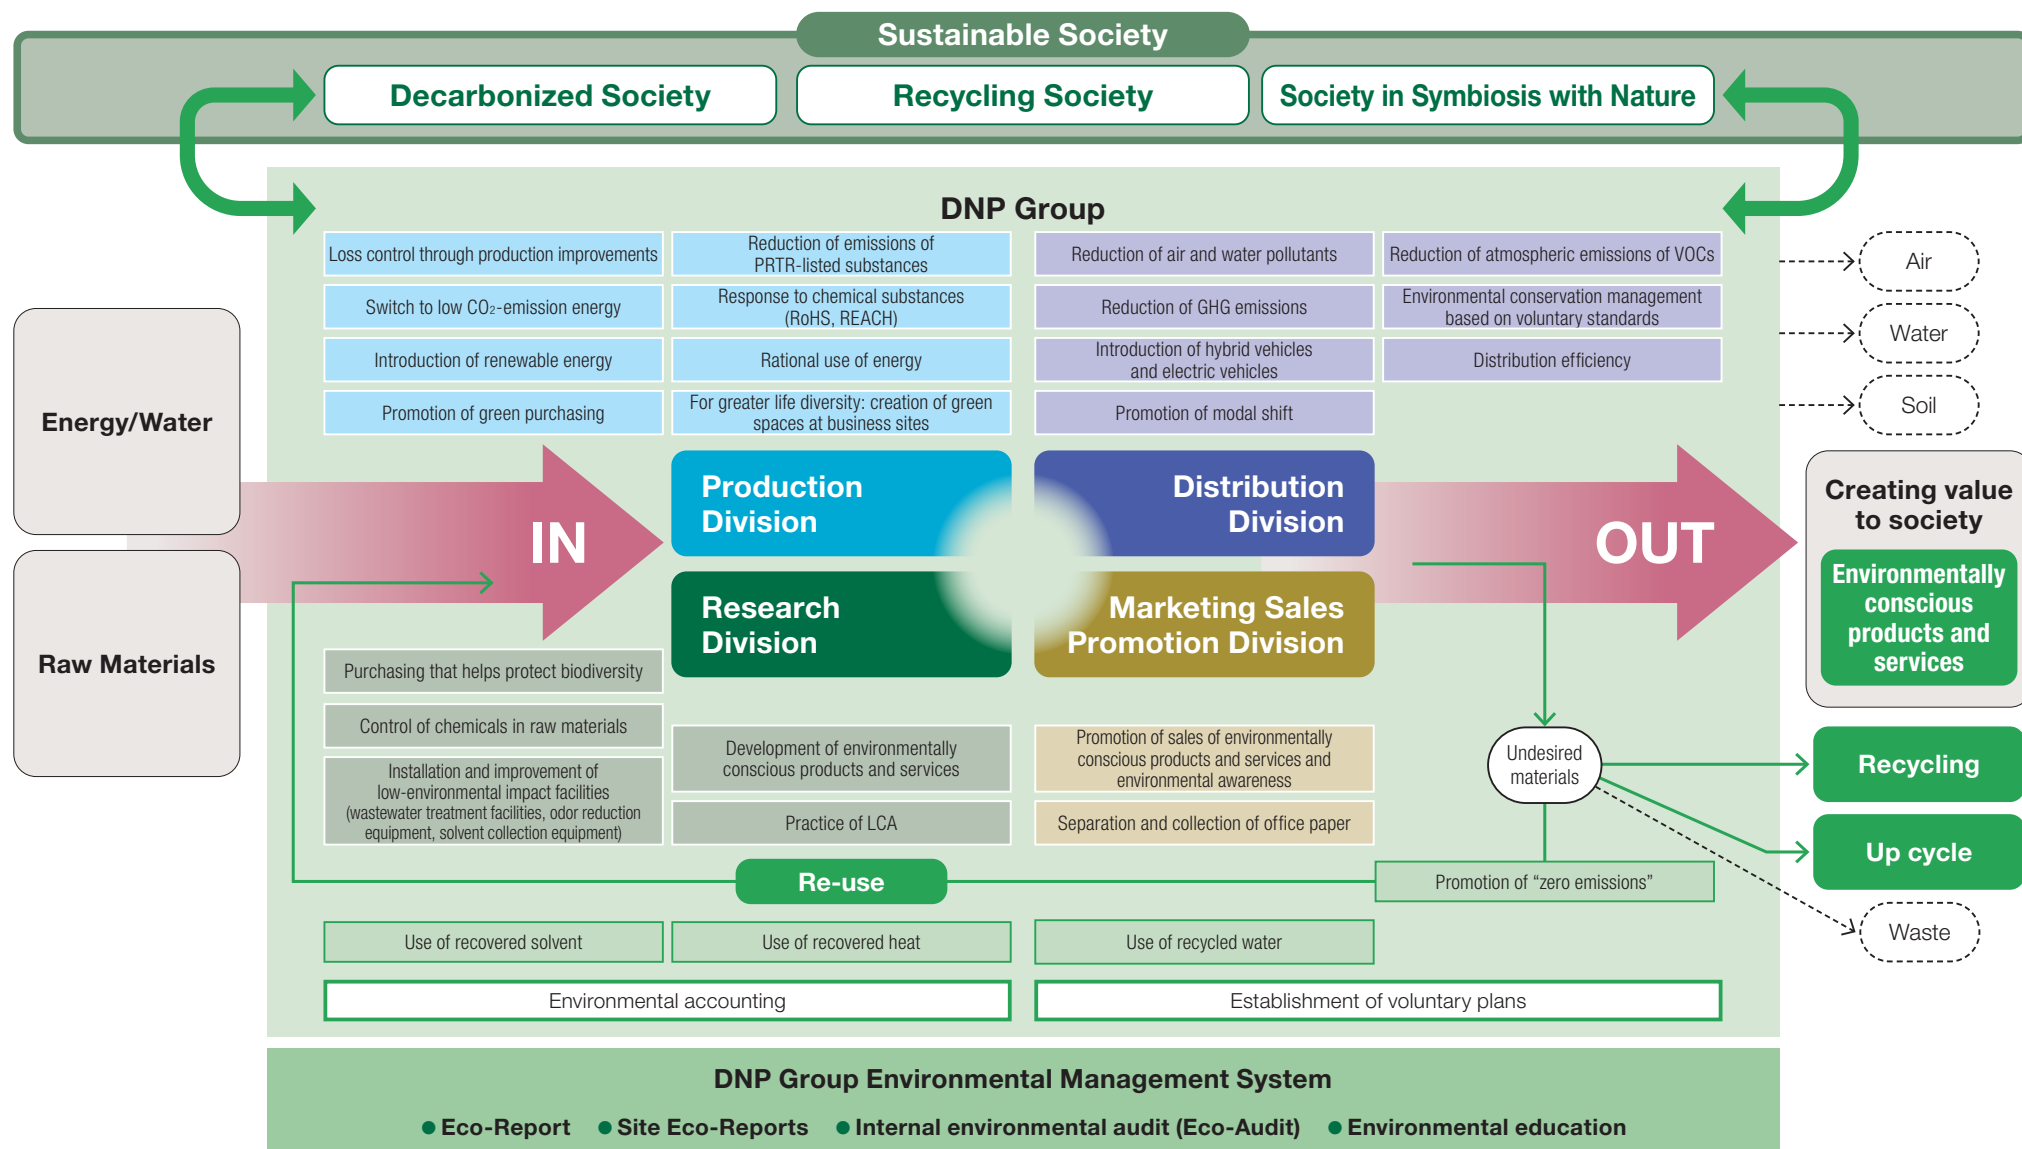 Sustainable Society
Decarbonized Society
Recycling Society
Society in Symbiosis with Nature
DNP Group
Loss control through production improvements
Reduction of emissions of
PRTR-listed substances
Reduction of air and water pollutants
Reduction of atmospheric emissions of VOCs
Switch to low CO₂-emission energy
Response to chemical substances
(RoHS, REACH)
Reduction of GHG emissions
Environmental conservation management
based on voluntary standards
Introduction of renewable energy
Rational use of energy
Introduction of hybrid vehicles
and electric vehicles
Distribution efficiency
Promotion of green purchasing
For greater life diversity: creation of green
spaces at business sites
Promotion of modal shift
Air
Water
Soil
Energy/Water
Raw Materials
IN
Production
Division
Distribution
Division
Research
Division
Marketing Sales
Promotion Division
OUT
Creating value
to society
Environmentally
conscious
products and
services
Purchasing that helps protect biodiversity
Control of chemicals in raw materials
Installation and improvement of
low-environmental impact facilities
(wastewater treatment facilities, odor reduction
equipment, solvent collection equipment)
Development of environmentally
conscious products and services
Practice of LCA
Promotion of sales of environmentally
conscious products and services and
environmental awareness
Separation and collection of office paper
Undesired
materials
Recycling
Up cycle
Waste
Re-use
Promotion of “zero emissions”
Use of recovered solvent
Use of recovered heat
Use of recycled water
Environmental accounting
Establishment of voluntary plans
DNP Group Environmental Management System
● Eco-Report ● Site Eco-Reports ● Internal environmental audit (Eco-Audit) ● Environmental education